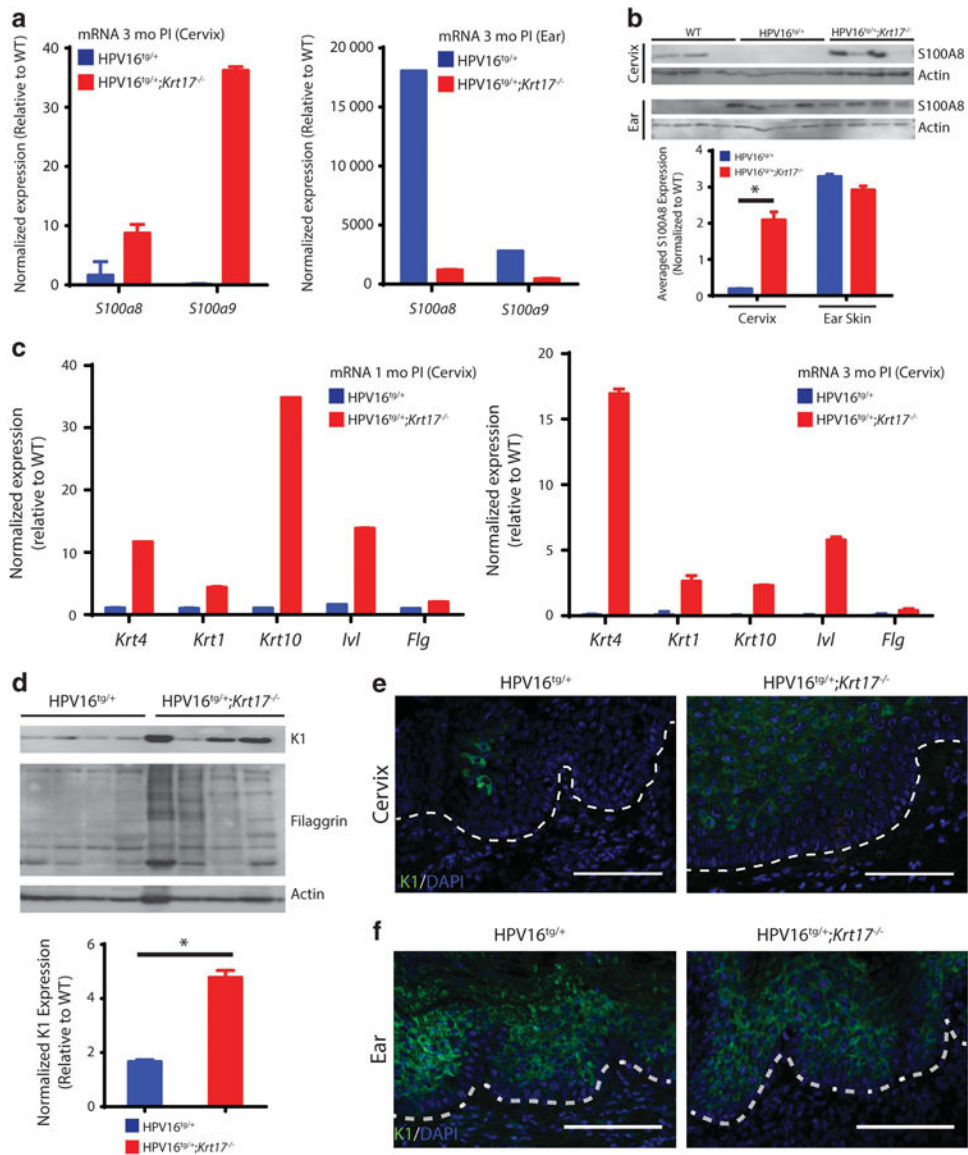 a
mRNA 3 mo PI (Cervix)
HPV16tg/+
HPV16tg/+;Krt17-/-
Normalized expression (Relative to WT)
40
30
20
10
0
S100a8 S100a9
mRNA 3 mo PI (Ear)
HPV16tg/+
HPV16tg/+;Krt17-/-
Normalized expression (Relative to WT)
20 000
15 000
10 000
5000
0
S100a8 S100a9
b
WT HPV16tg/+ HPV16tg/+;Krt17-/-
Cervix
S100A8
Actin
Ear
S100A8
Actin
HPV16tg/+
HPV16tg/+;Krt17-/-
Averaged S100A8 Expression
(Normalized to WT)
4
3
2
1
0
*
Cervix Ear Skin
c
mRNA 1 mo PI (Cervix)
HPV16tg/+
HPV16tg/+;Krt17-/-
Normalized expression
(relative to WT)
40
30
20
10
0
Krt4 Krt1 Krt10 Ivl Flg
mRNA 3 mo PI (Cervix)
HPV16tg/+
HPV16tg/+;Krt17-/-
Normalized expression
(relative to WT)
20
15
10
5
0
Krt4 Krt1 Krt10 Ivl Flg
d
HPV16tg/+ HPV16tg/+;Krt17-/-
K1
Filaggrin
Actin
Normalized K1 Expression
(Relative to WT)
6
4
2
0
*
HPV16tg/+
HPV16tg/+;Krt17-/-
e
HPV16tg/+ HPV16tg/+;Krt17-/-
Cervix
K1/DAPI
f
HPV16tg/+ HPV16tg/+;Krt17-/-
Ear
K1/DAPI